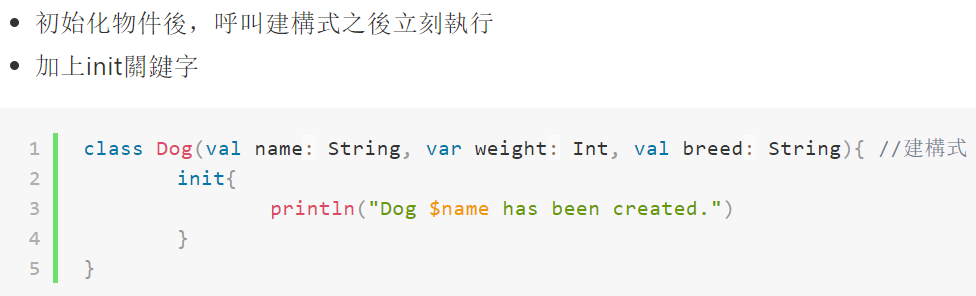 初始化物件後，呼叫建構式之後立刻執行
加上init關鍵字
1 class Dog(val name: String, var weight: Int, val breed: String){ //建構式
2 init{
3 println("Dog $name has been created.")
4 }
5 }